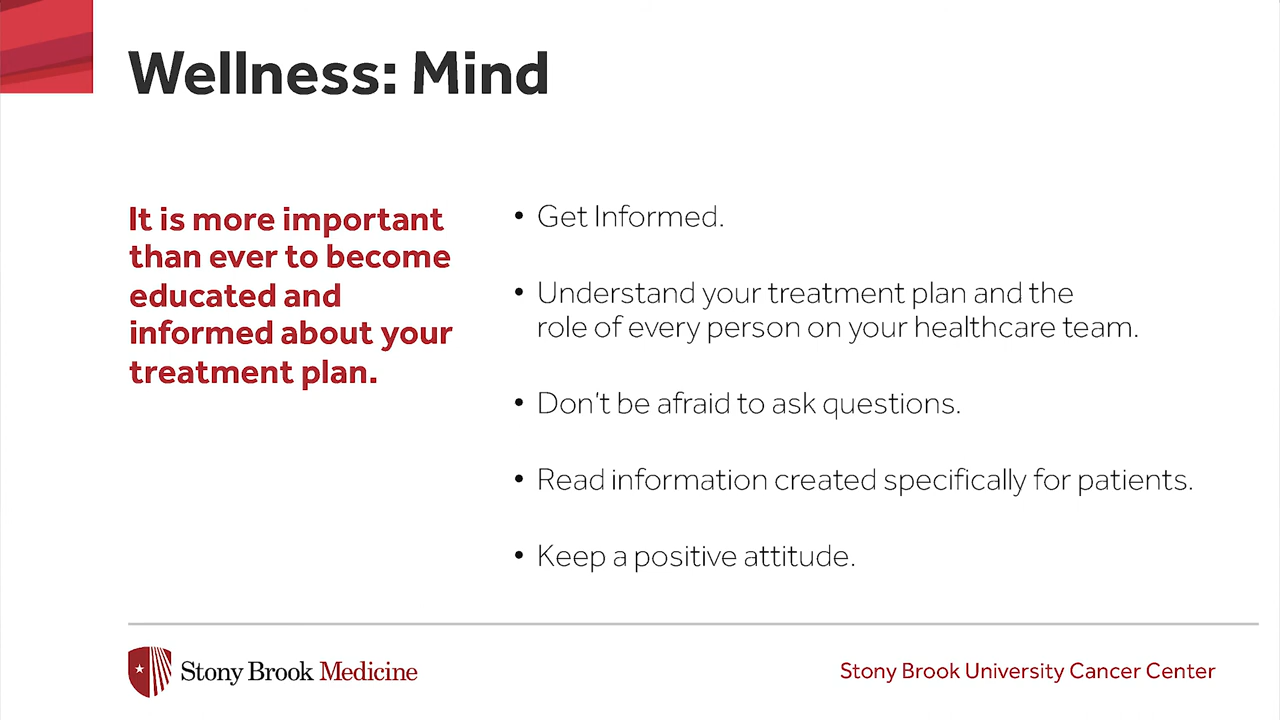 Wellness: Mind
It is more important
than ever to become
educated and
informed about your
treatment plan.
• Get Informed.
• Understand your treatment plan and the
role of every person on your healthcare team.
• Don't be afraid to ask questions.
• Read information created specifically for patients.
• Keep a positive attitude.
Stony Brook Medicine
Stony Brook University Cancer Center